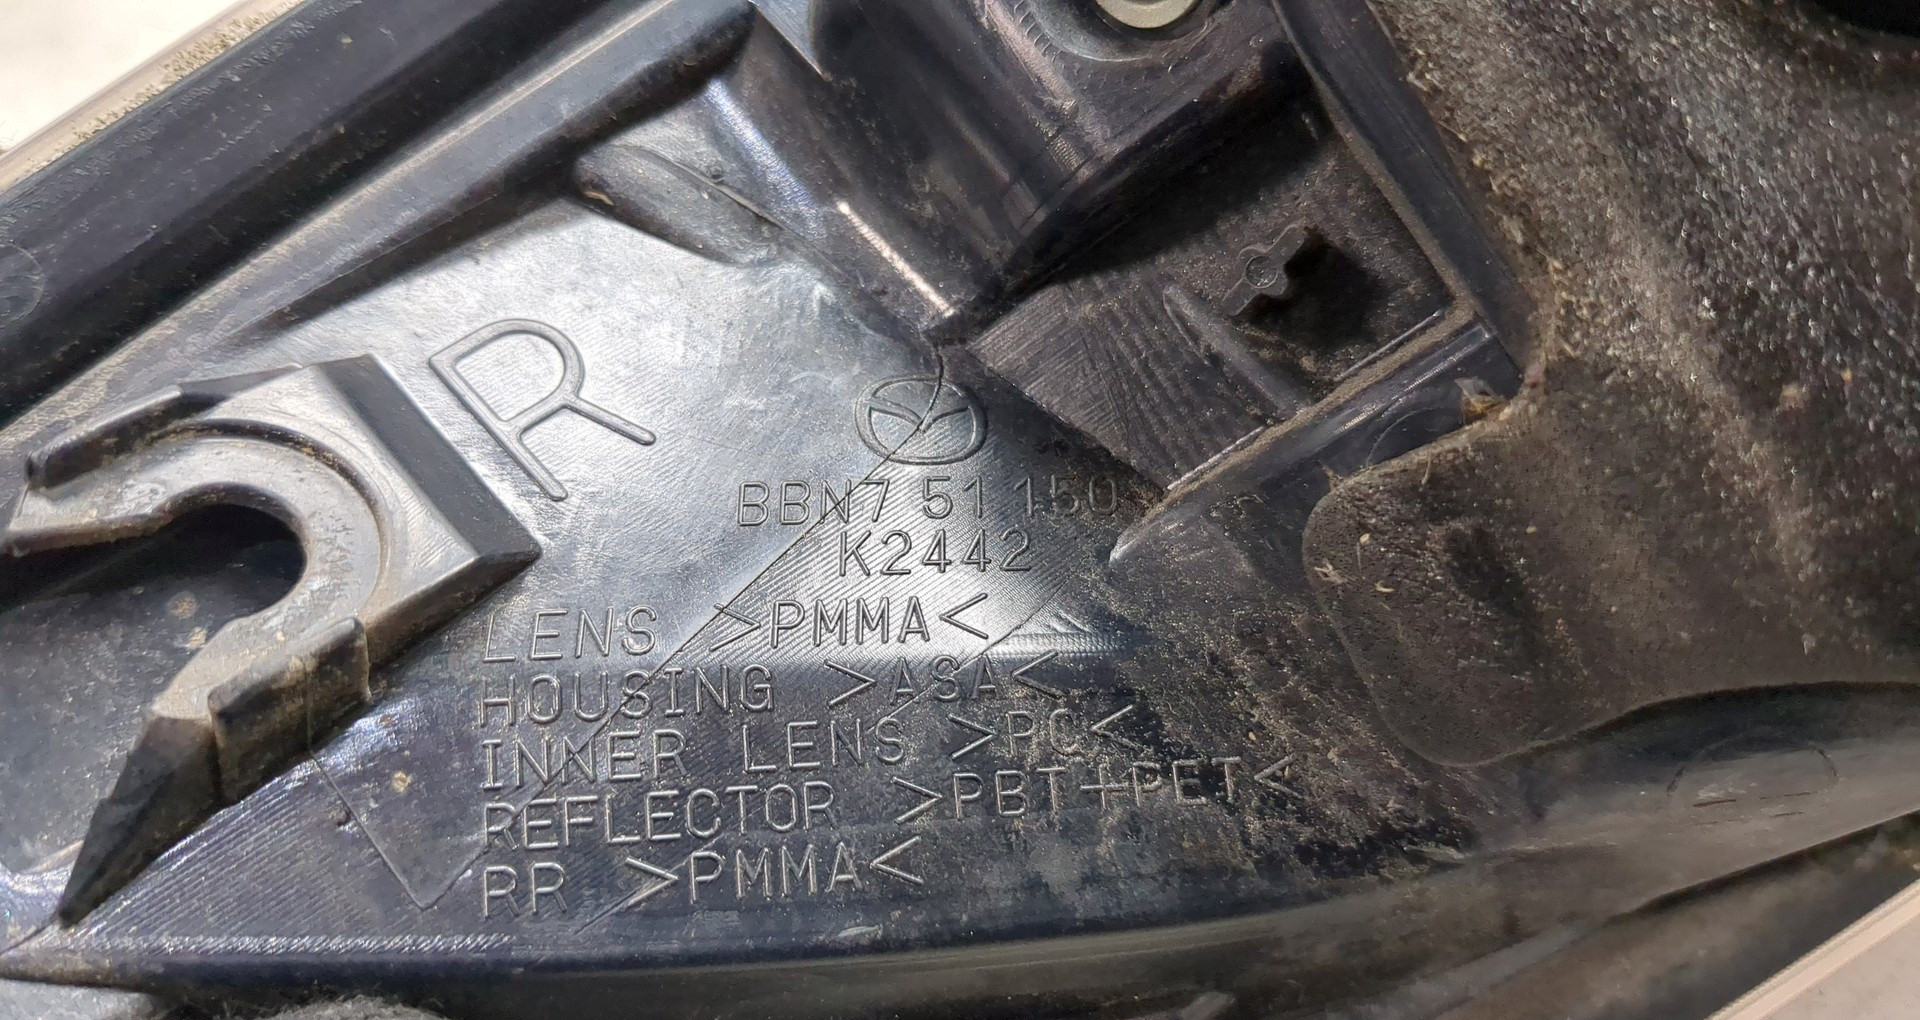 R
BBN7 51 150
K2442
LENS >PMMA<
HOUSING >ASA<
INNER LENS >PC<
REFLECTOR >PBT+PET<
RR >PMMA<